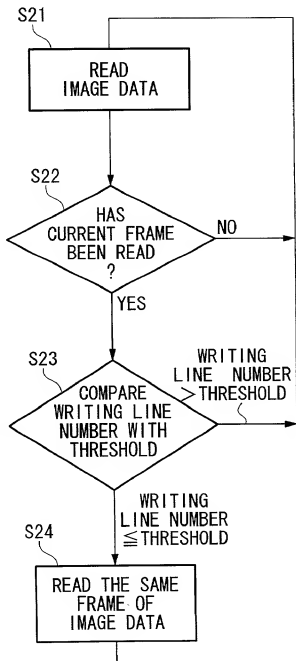 S21
READ
IMAGE DATA
S22
HAS
CURRENT FRAME
BEEN READ
?
NO
YES
S23
COMPARE
WRITING LINE
NUMBER WITH
THRESHOLD
WRITING
LINE NUMBER
> THRESHOLD
WRITING
LINE NUMBER
≦ THRESHOLD
S24
READ THE SAME
FRAME OF
IMAGE DATA